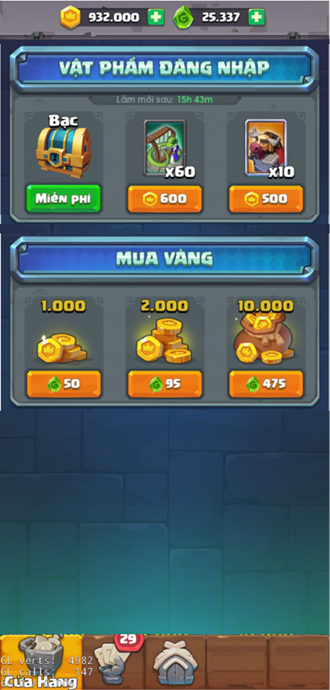 932.000 25.337
VẬT PHẨM ĐĂNG NHẬP
Làm mới sau: 15h 43m
Bạc
x60
x10
Miễn phí
600
500
MUA VÀNG
1.000
2.000
10.000
50
95
475
29
GL verts: 4982
GL calls: 147
Cửa Hàng